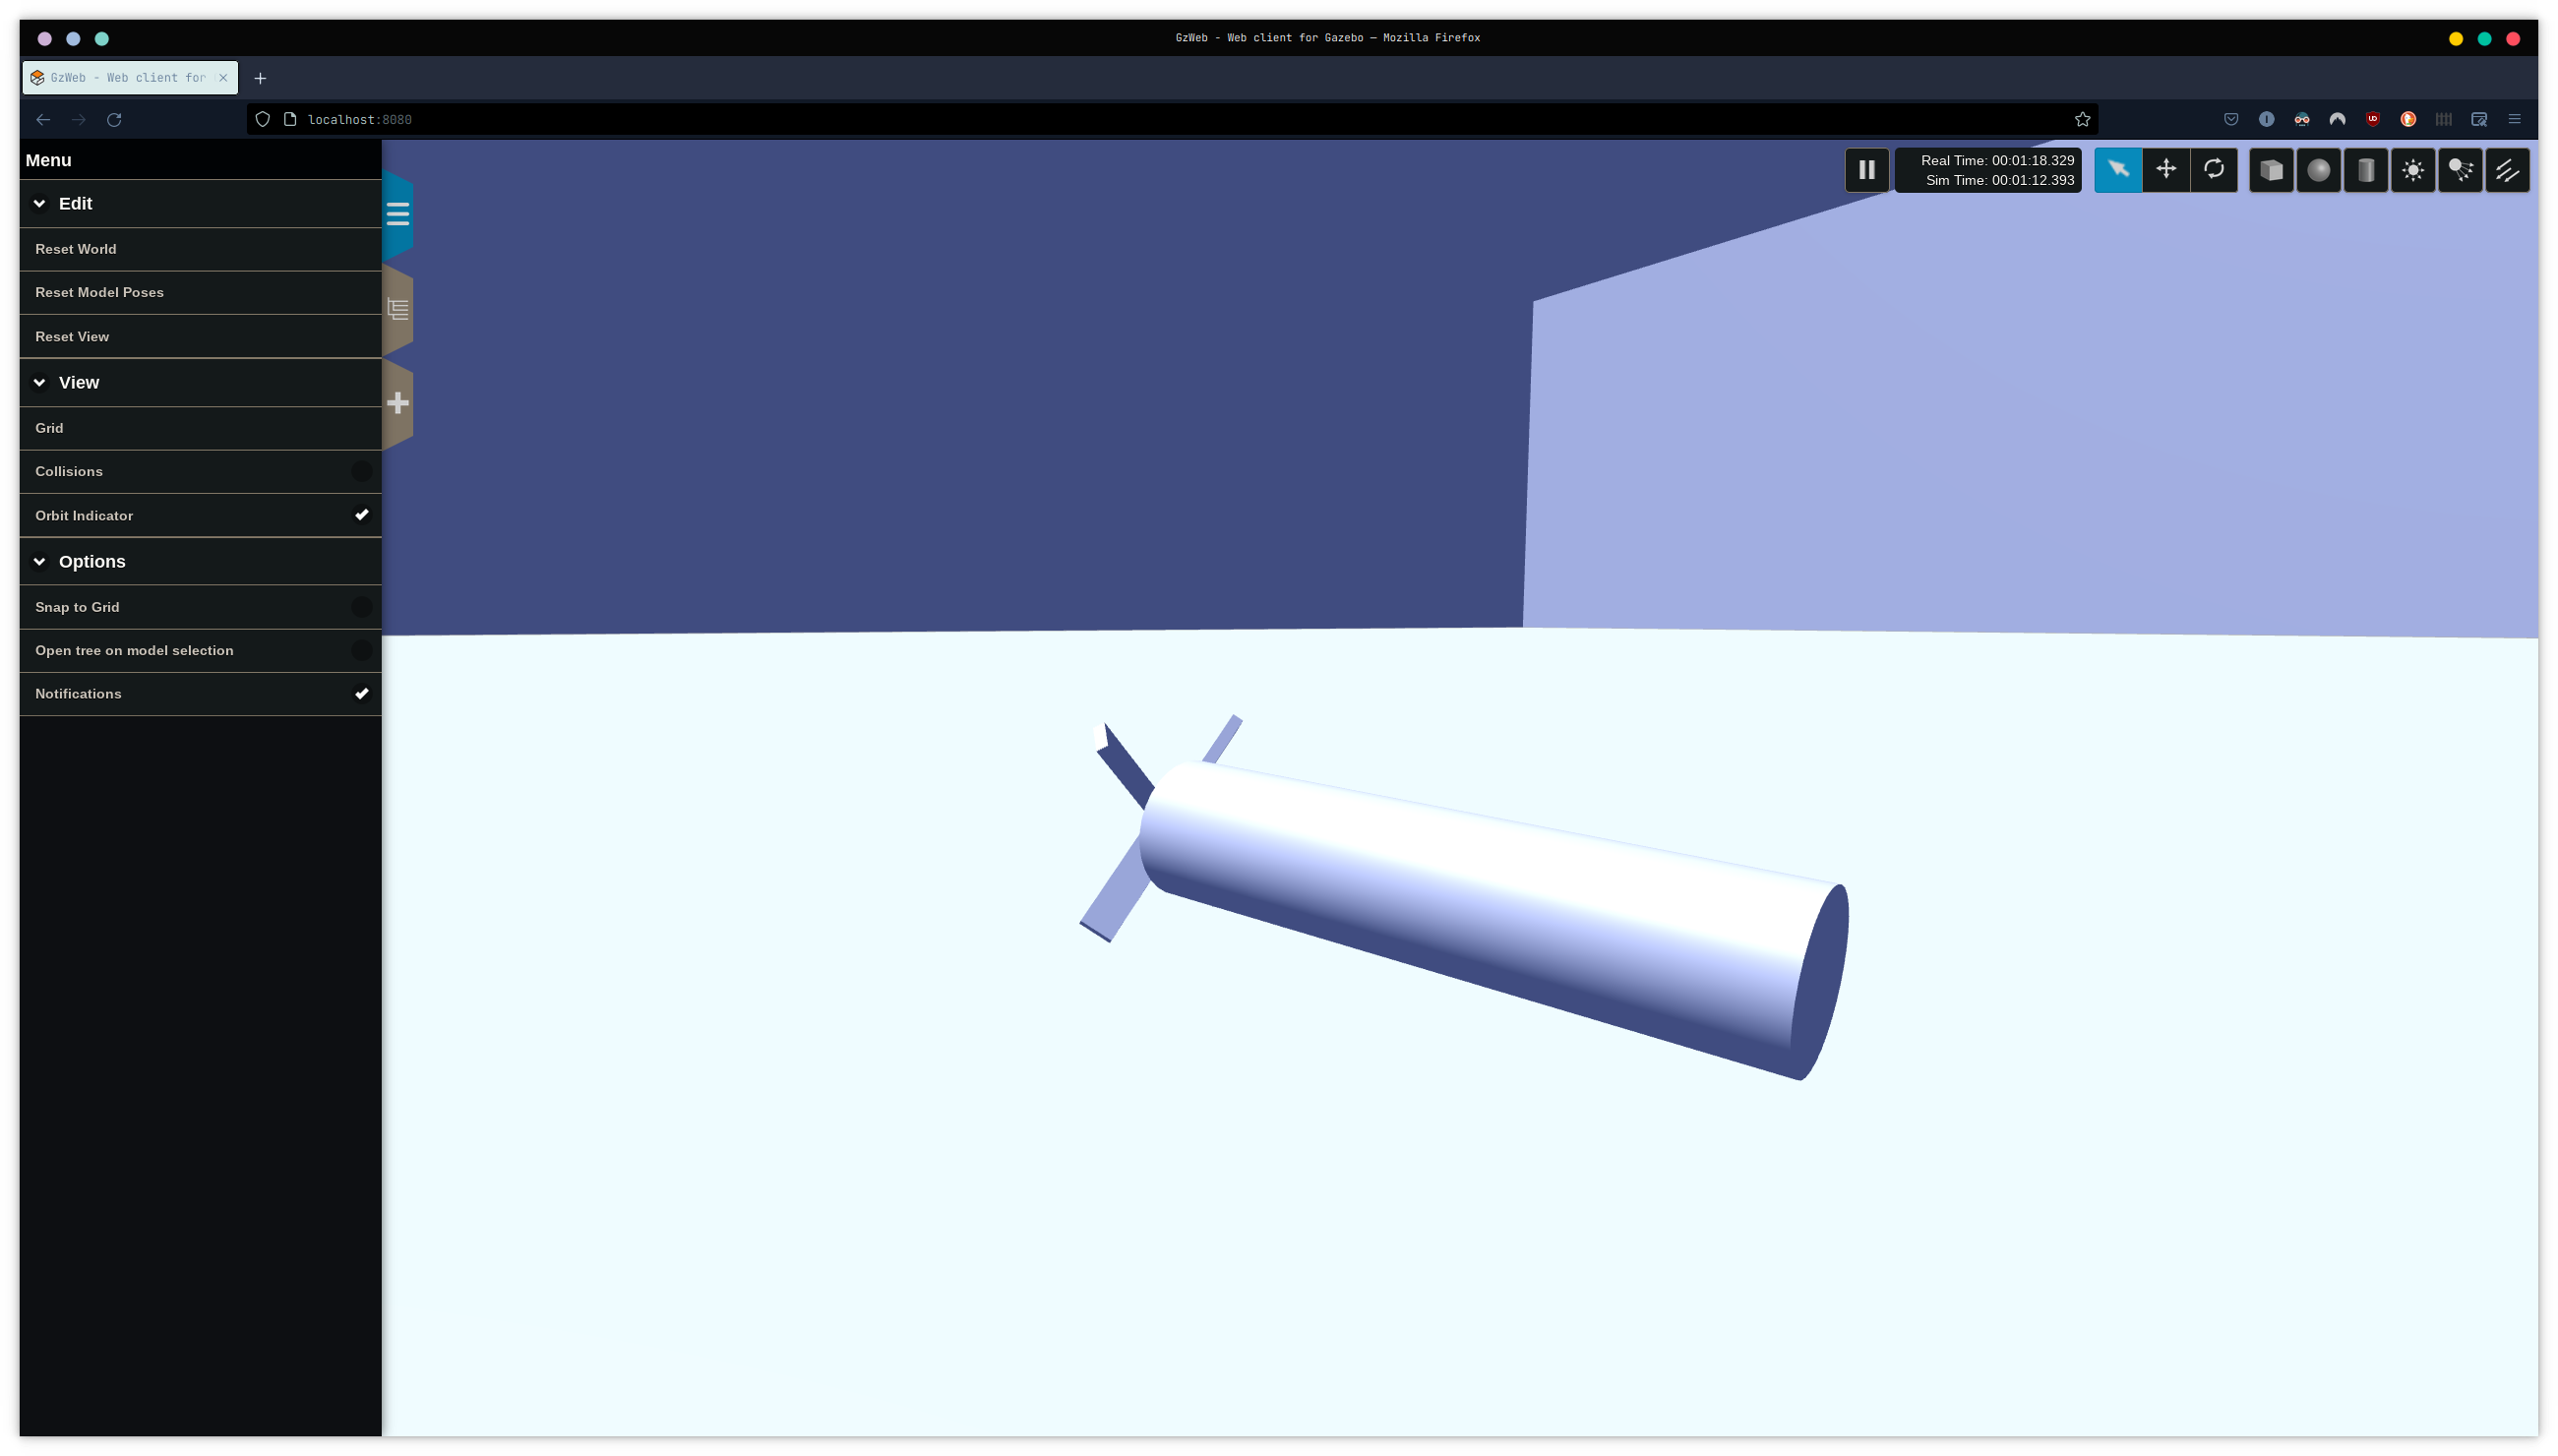 GzWeb - Web client for Gazebo — Mozilla Firefox
GzWeb - Web client for
localhost:8080
Menu
Real Time: 00:01:18.329
Sim Time: 00:01:12.393
Edit
Reset World
Reset Model Poses
Reset View
View
Grid
Collisions
Orbit Indicator
Options
Snap to Grid
Open tree on model selection
Notifications